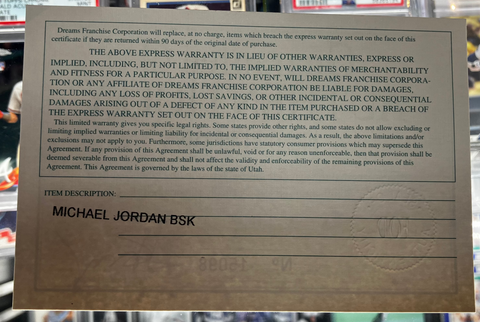 Dreams Franchise Corporation will replace, at no charge, items which breach the express warranty set out on the face of this
certificate if they are returned within 90 days of the original date of purchase.
THE ABOVE EXPRESS WARRANTY IS IN LIEU OF OTHER WARRANTIES, EXPRESS OR
IMPLIED, INCLUDING, BUT NOT LIMITED TO, THE IMPLIED WARRANTIES OF MERCHANTABILITY
AND FITNESS FOR A PARTICULAR PURPOSE. IN NO EVENT, WILL DREAMS FRANCHISE CORPORA-
TION OR ANY AFFILIATE OF DREAMS FRANCHISE CORPORATION BE LIABLE FOR DAMAGES,
INCLUDING ANY LOSS OF PROFITS, LOST SAVINGS, OR OTHER INCIDENTAL OR CONSEQUENTIAL
DAMAGES ARISING OUT OF A DEFECT OF ANY KIND IN THE ITEM PURCHASED OR A BREACH OF
THE EXPRESS WARRANTY SET OUT ON THE FACE OF THIS CERTIFICATE.
This limited warranty gives you specific legal rights. Some states provide other rights, and some states do not allow excluding or
limiting implied warranties or limiting liability for incidental or consequential damages. As a result, the above limitations and/or
exclusions may not apply to you. Furthermore, some jurisdictions have statutory consumer provisions which may supersede this
Agreement. If any provision of this Agreement shall be unlawful, void or for any reason unenforceable, then that provision shall be
deemed severable from this Agreement and shall not affect the validity and enforceability of the remaining provisions of this
Agreement. This Agreement is governed by the laws of the state of Utah.
ITEM DESCRIPTION:
MICHAEL JORDAN BSK